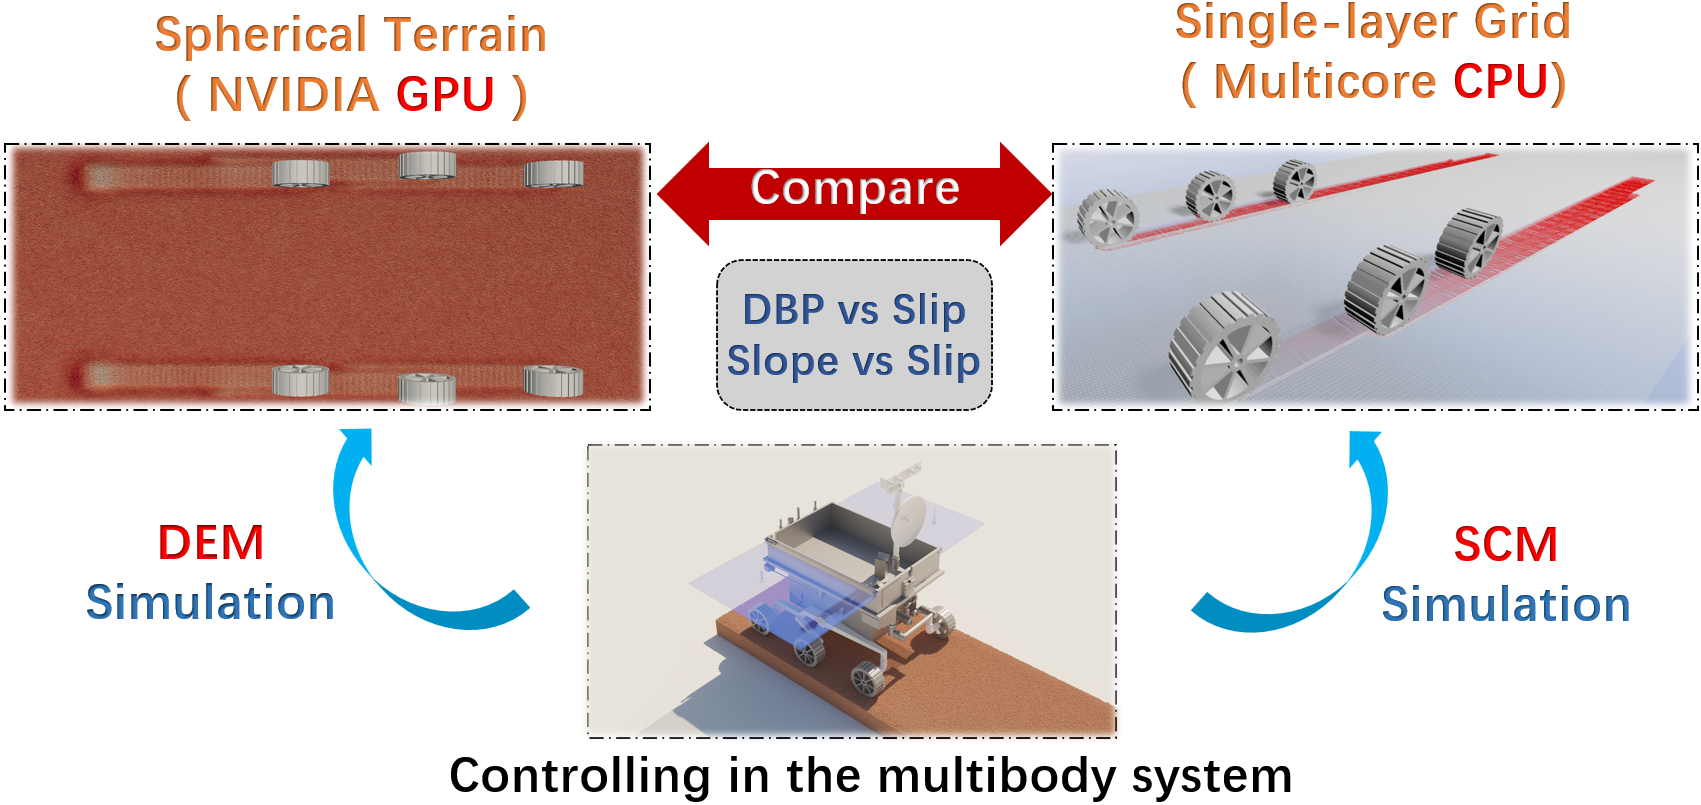 Spherical Terrain
( NVIDIA GPU )
Single-layer Grid
( Multicore CPU)
Compare
DBP vs Slip
Slope vs Slip
DEM
Simulation
SCM
Simulation
Controlling in the multibody system